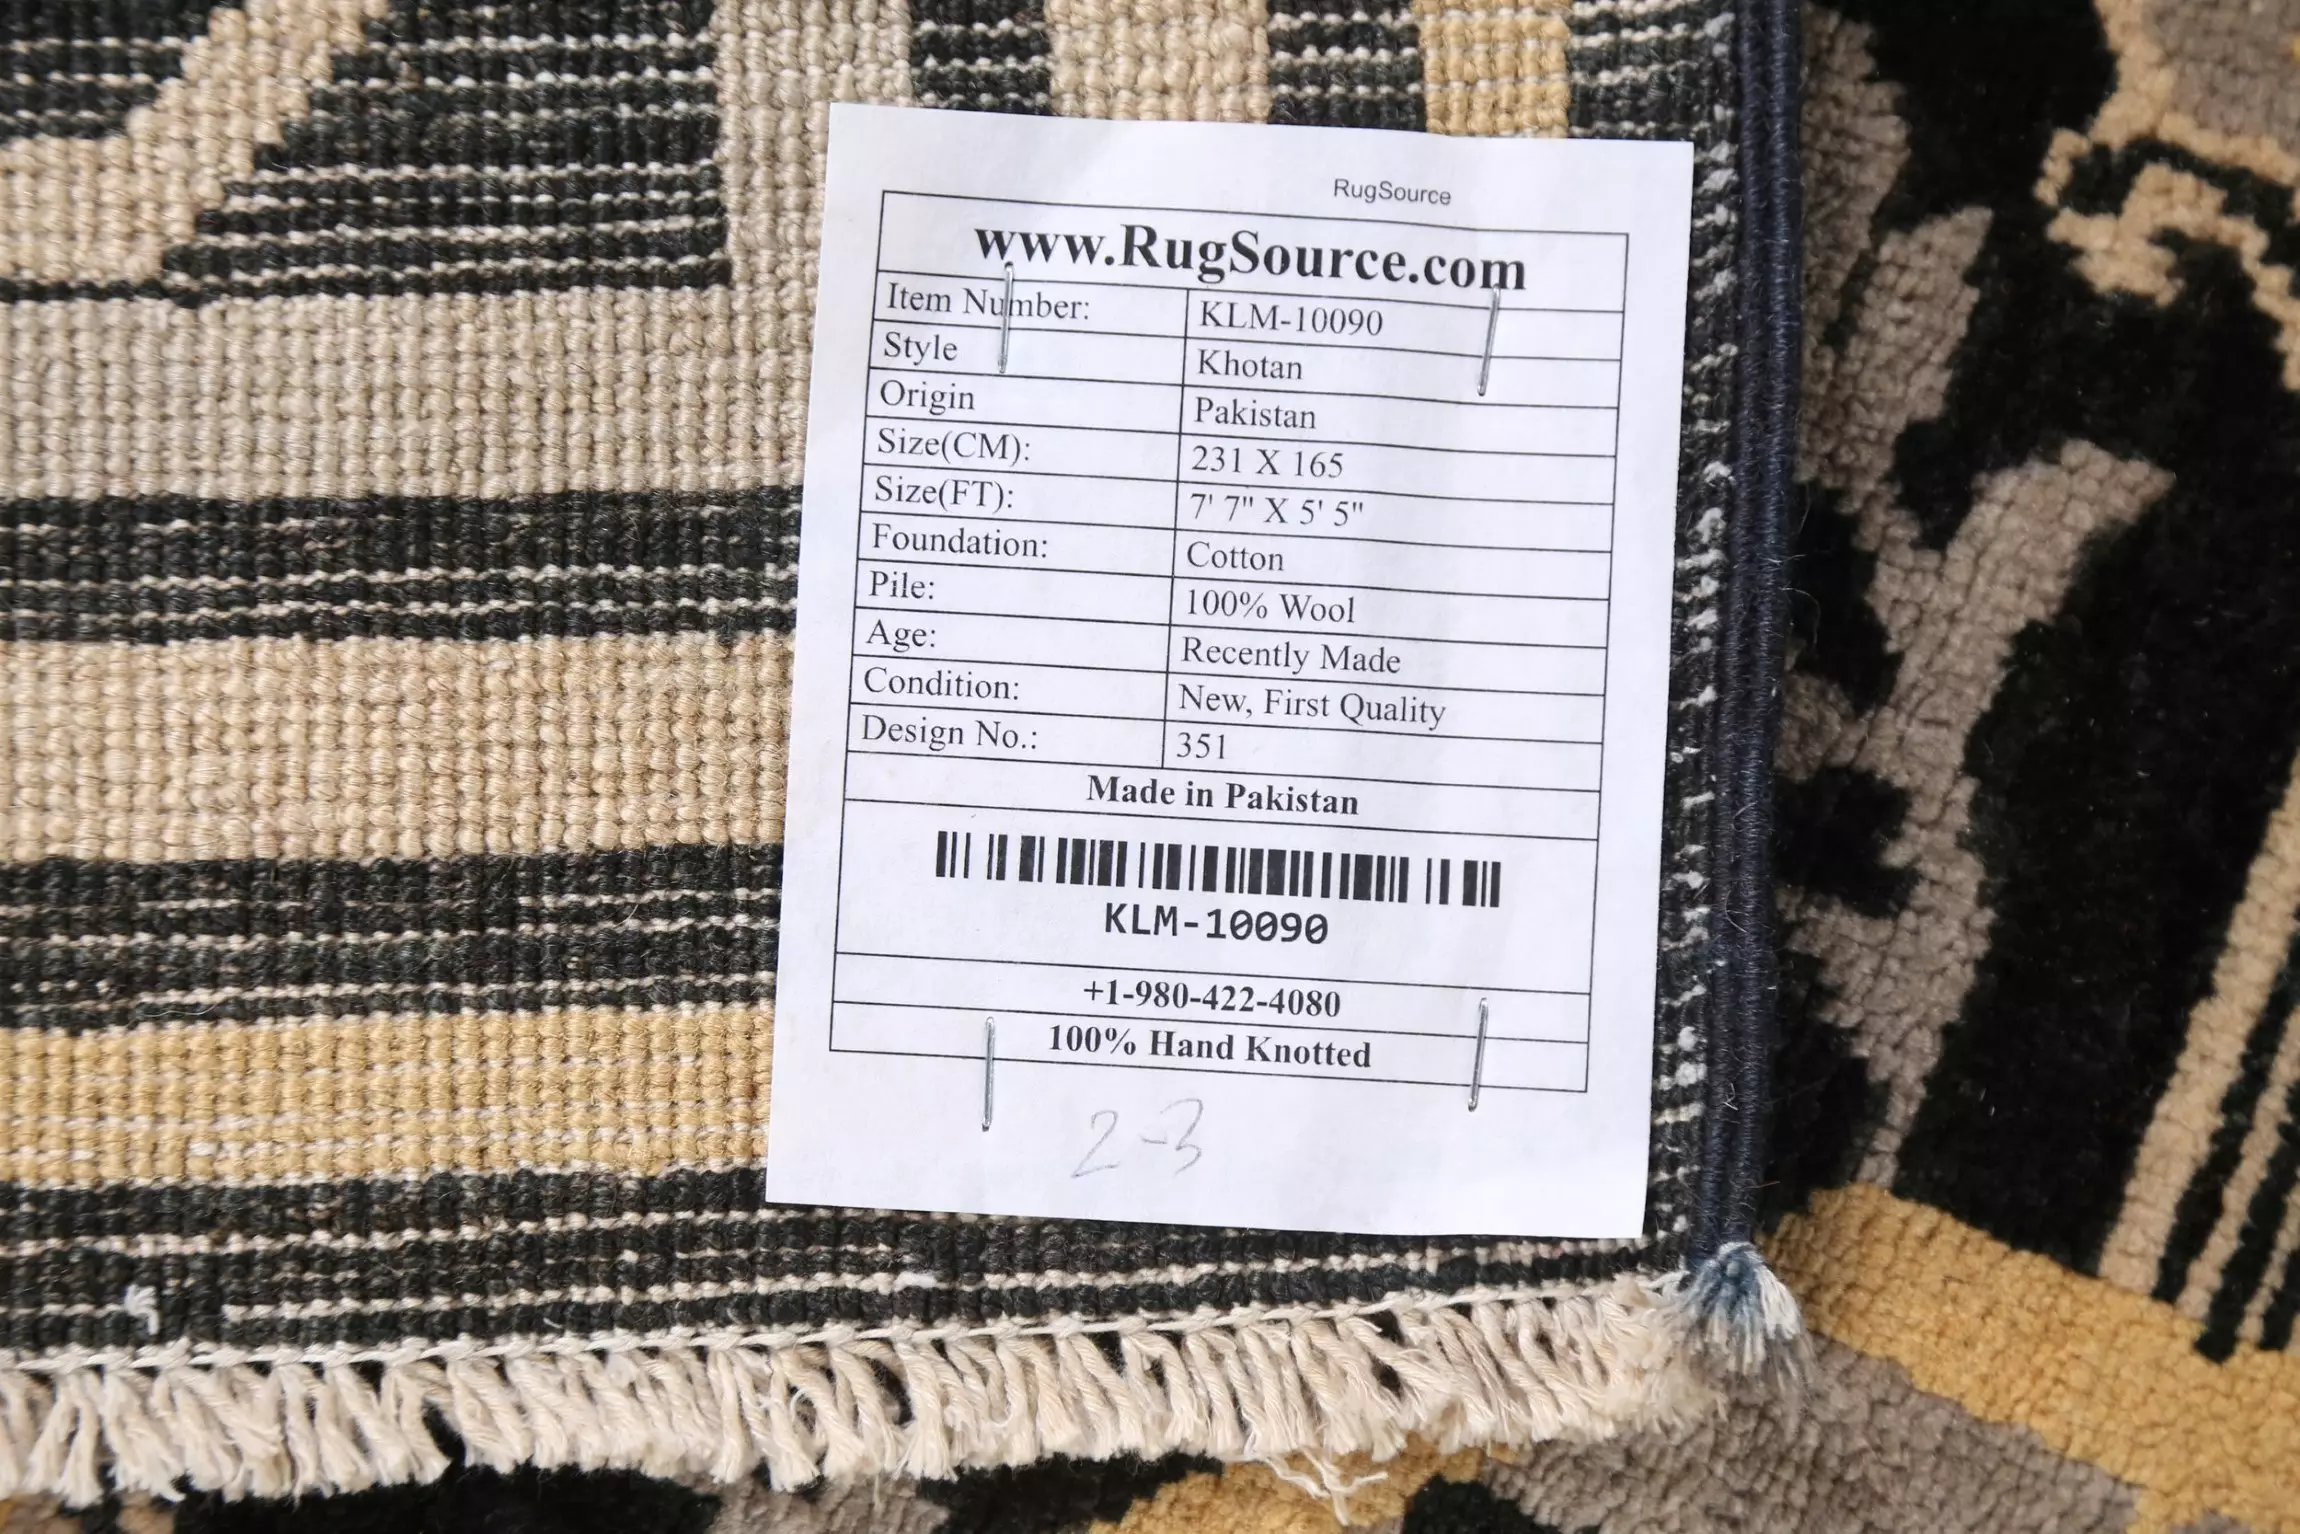 RugSource
www.RugSource.com
Item Number: KLM-10090
Style Khotan
Origin Pakistan
Size(CM): 231 X 165
Size(FT): 7' 7" X 5' 5"
Foundation: Cotton
Pile: 100% Wool
Age: Recently Made
Condition: New, First Quality
Design No.: 351
Made in Pakistan
KLM-10090
+1-980-422-4080
100% Hand Knotted
2-3